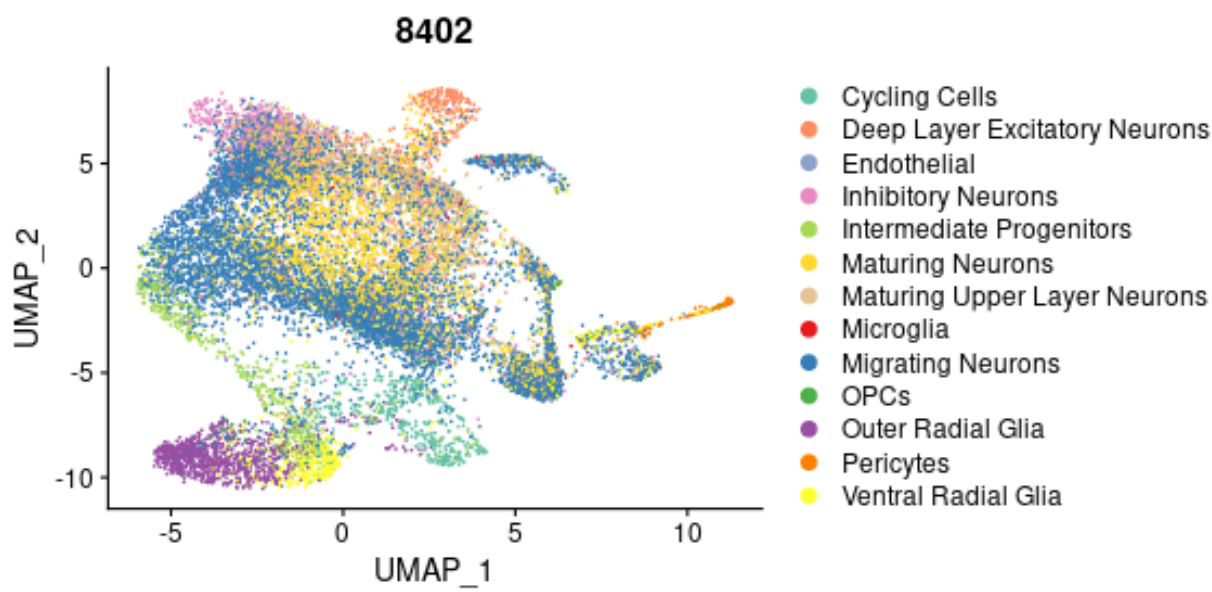 8402
UMAP_2
5
0
-5
-10
-5
0
5
10
UMAP_1
Cycling Cells
Deep Layer Excitatory Neurons
Endothelial
Inhibitory Neurons
Intermediate Progenitors
Maturing Neurons
Maturing Upper Layer Neurons
Microglia
Migrating Neurons
OPCs
Outer Radial Glia
Pericytes
Ventral Radial Glia